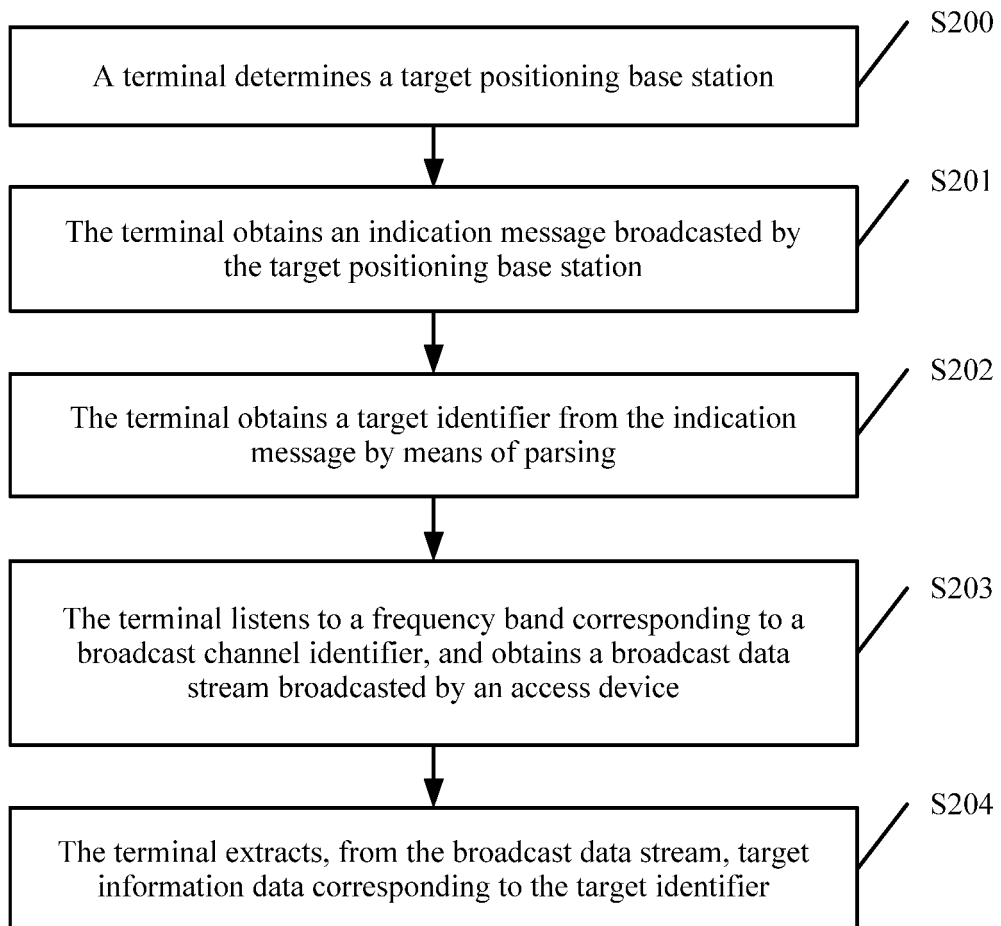 S200
A terminal determines a target positioning base station
S201
The terminal obtains an indication message broadcasted by
the target positioning base station
S202
The terminal obtains a target identifier from the indication
message by means of parsing
S203
The terminal listens to a frequency band corresponding to a
broadcast channel identifier, and obtains a broadcast data
stream broadcasted by an access device
S204
The terminal extracts, from the broadcast data stream, target
information data corresponding to the target identifier